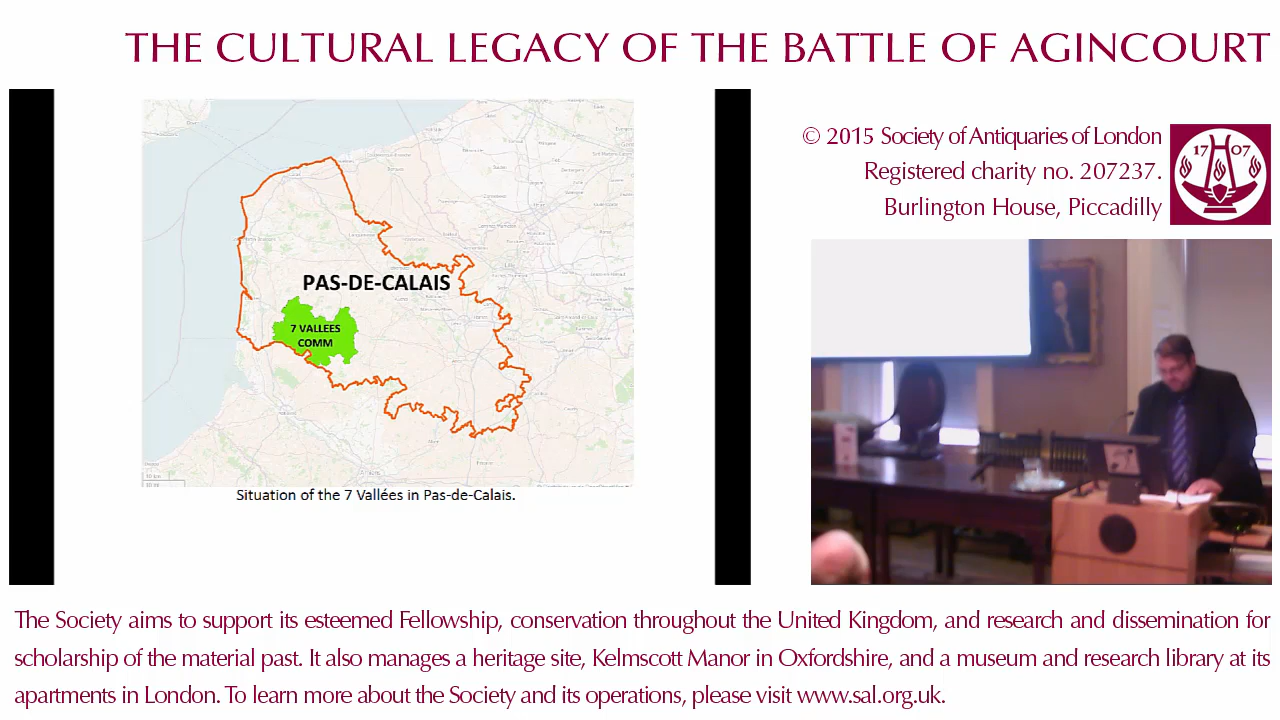 THE CULTURAL LEGACY OF THE BATTLE OF AGINCOURT
PAS-DE-CALAIS
7 VALLEES
COMM
Situation of the 7 Vallées in Pas-de-Calais.
© 2015 Society of Antiquaries of London
Registered charity no. 207237.
Burlington House, Piccadilly
17 07
The Society aims to support its esteemed Fellowship, conservation throughout the United Kingdom, and research and dissemination for
scholarship of the material past. It also manages a heritage site, Kelmscott Manor in Oxfordshire, and a museum and research library at its
apartments in London. To learn more about the Society and its operations, please visit www.sal.org.uk.